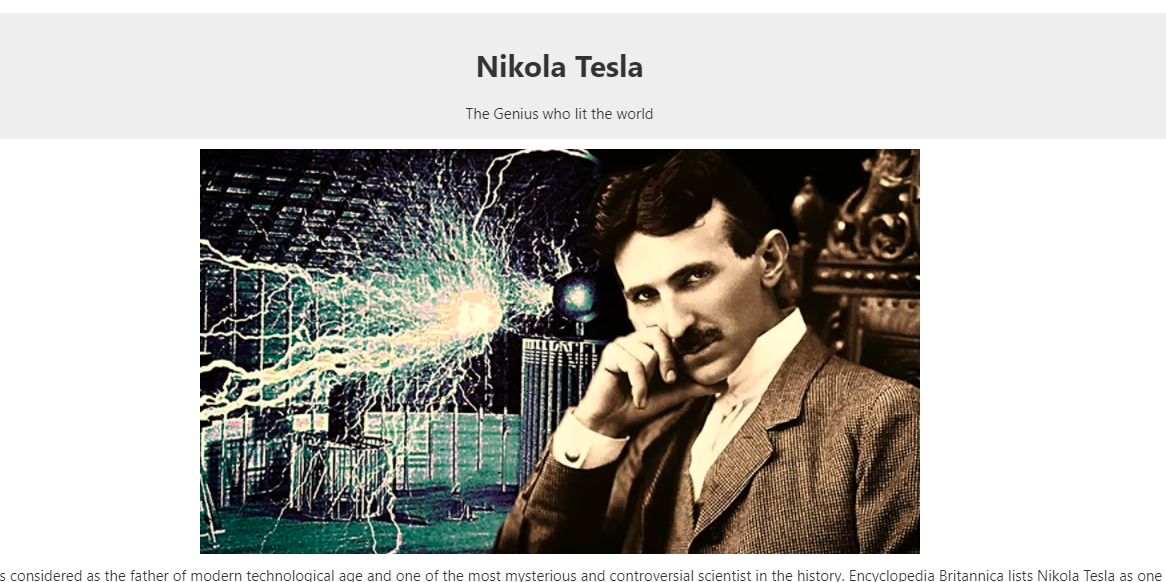 Nikola Tesla
The Genius who lit the world
s considered as the father of modern technological age and one of the most mysterious and controversial scientist in the history. Encyclopedia Britannica lists Nikola Tesla as one